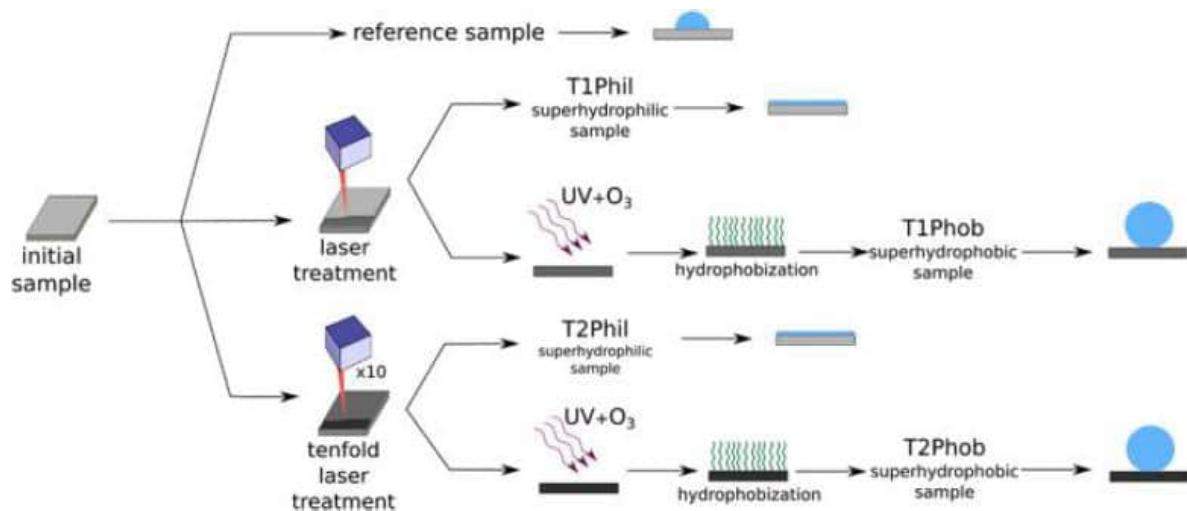 reference sample
T1Phil
superhydrophilic
sample
UV+O₃
T1Phob
superhydrophobic
sample
initial
sample
laser
treatment
hydrophobization
T2Phil
superhydrophilic
sample
x10
UV+O₃
T2Phob
superhydrophobic
sample
tenfold
laser
treatment
hydrophobization